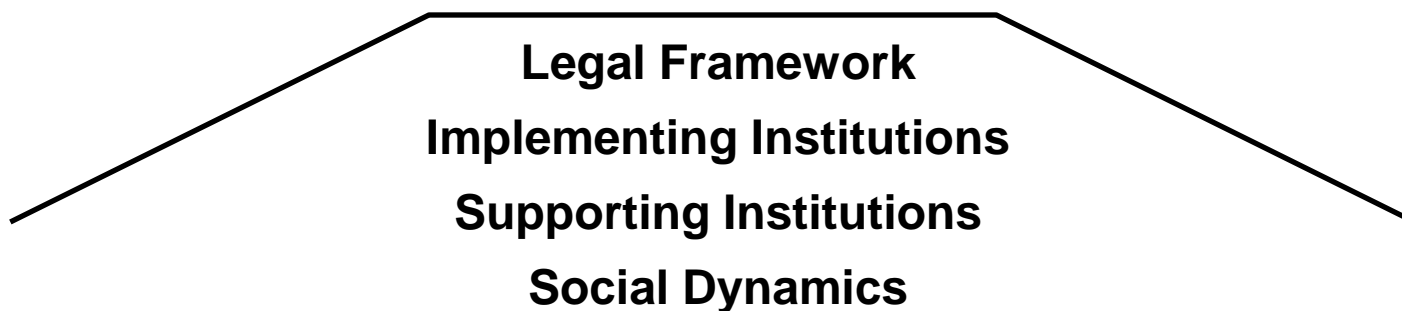 Legal Framework
Implementing Institutions
Supporting Institutions
Social Dynamics